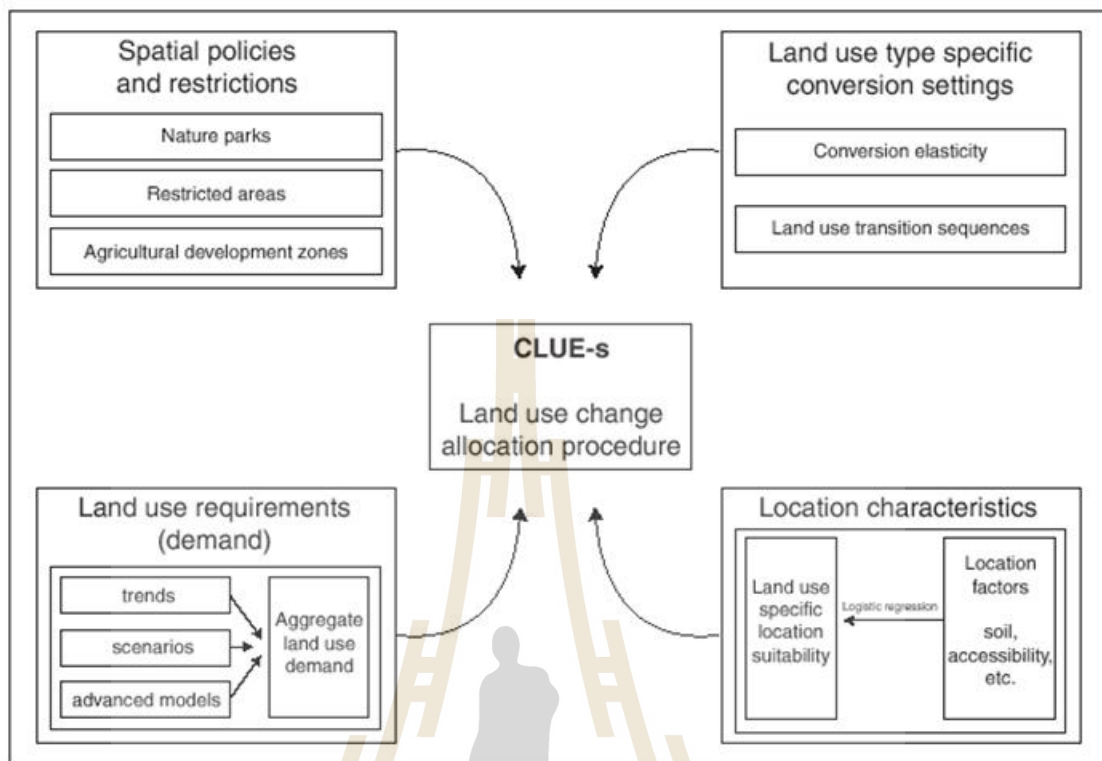 Spatial policies
and restrictions
Nature parks
Restricted areas
Agricultural development zones
Land use type specific
conversion settings
Conversion elasticity
Land use transition sequences
CLUE-s
Land use change
allocation procedure
Land use requirements
(demand)
trends
scenarios
advanced models
Aggregate
land use
demand
Location characteristics
Land use
specific
location
suitability
Logistic regression
Location
factors
soil,
accessibility,
etc.